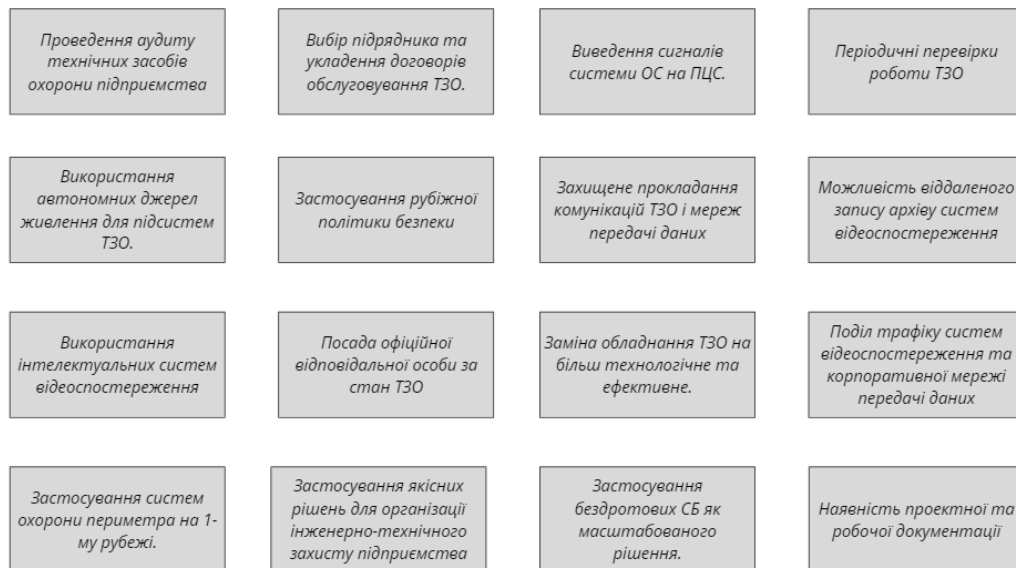 Проведення аудиту
технічних засобів
охорони підприємства
Вибір підрядника та
укладення договорів
обслуговування ТЗО.
Виведення сигналів
системи ОС на ПЦС.
Періодичні перевірки
роботи ТЗО
Використання
автономних джерел
живлення для підсистем
ТЗО.
Застосування рубіжної
політики безпеки
Захищене прокладання
комунікацій ТЗО і мереж
передачі даних
Можливість віддаленого
запису архіву систем
відеоспостереження
Використання
інтелектуальних систем
відеоспостереження
Посада офіційної
відповідальної особи за
стан ТЗО
Заміна обладнання ТЗО на
більш технологічне та
ефективне.
Поділ трафіку систем
відеоспостереження та
корпоративної мережі
передачі даних
Застосування систем
охорони периметра на 1-
му рубежі.
Застосування якісних
рішень для організації
інженерно-технічного
захисту підприємства
Застосування
бездротових СБ як
масштабованого
рішення.
Наявність проектної та
робочої документації